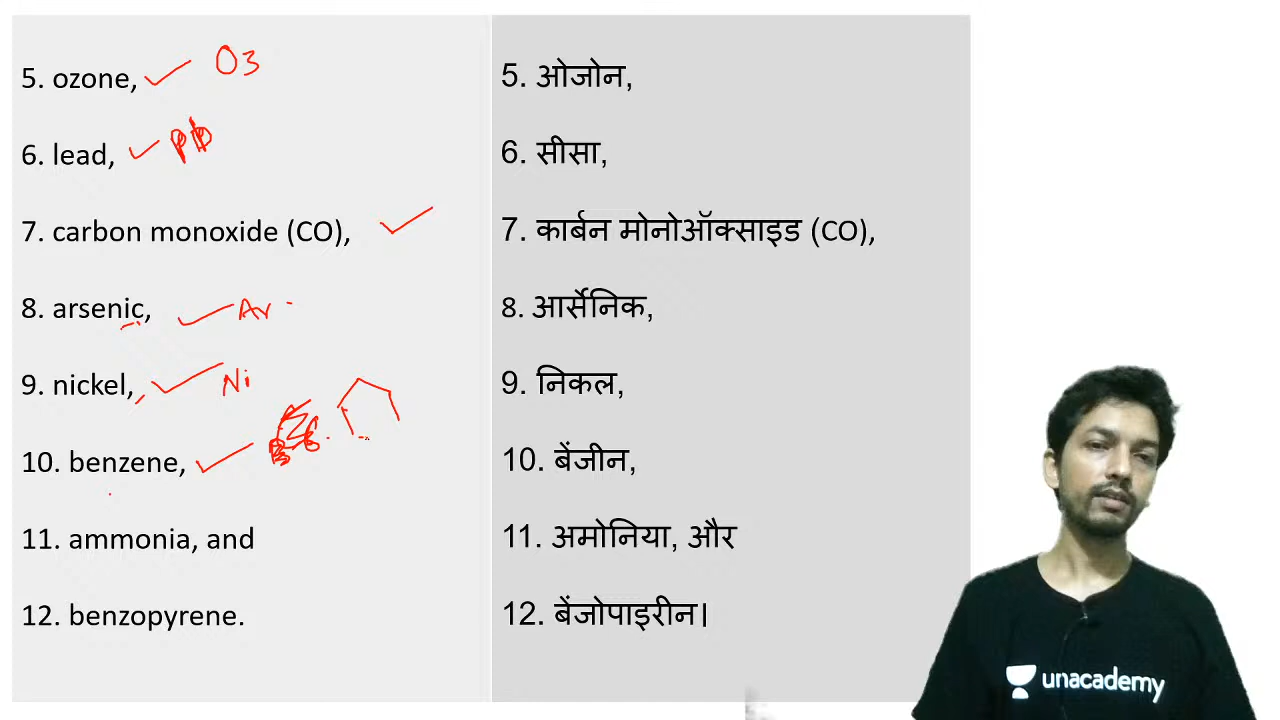 5. ozone, O3
6. lead, Pb
7. carbon monoxide (CO),
8. arsenic, Ar
9. nickel, Ni
10. benzene,
11. ammonia, and
12. benzopyrene.
5. ओजोन,
6. सीसा,
7. कार्बन मोनोऑक्साइड (CO),
8. आर्सेनिक,
9. निकल,
10. बेंजीन,
11. अमोनिया, और
12. बेंजोपाइरीन।
unacademy